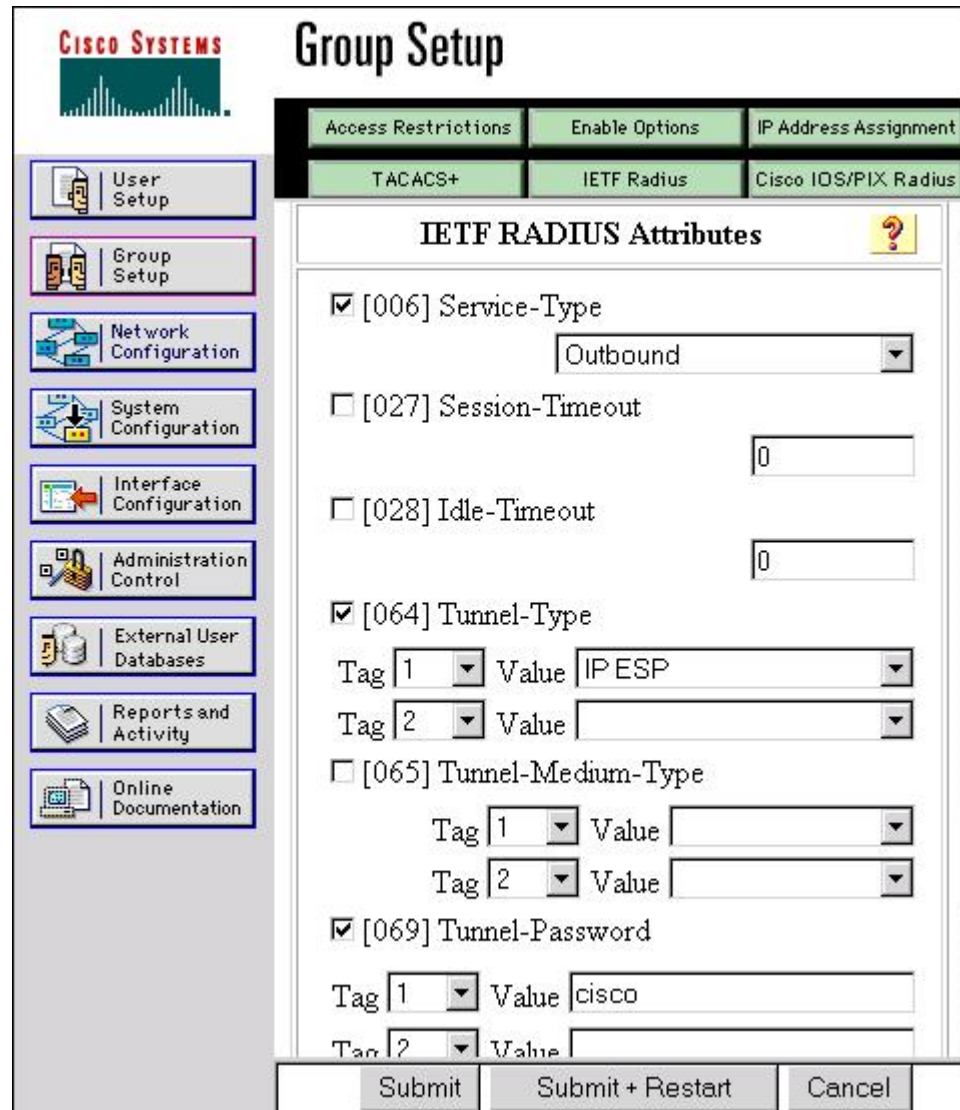 CISCO SYSTEMS
Group Setup
Access Restrictions
Enable Options
IP Address Assignment
TACACS+
IETF Radius
Cisco IOS/PIX Radius
User
Setup
Group
Setup
Network
Configuration
System
Configuration
Interface
Configuration
Administration
Control
External User
Databases
Reports and
Activity
Online
Documentation
IETF RADIUS Attributes
?
[006] Service-Type
Outbound
[027] Session-Timeout
0
[028] Idle-Timeout
0
[064] Tunnel-Type
Tag 1 Value IP ESP
Tag 2 Value
[065] Tunnel-Medium-Type
Tag 1 Value
Tag 2 Value
[069] Tunnel-Password
Tag 1 Value cisco
Tag 2 Value
Submit
Submit + Restart
Cancel